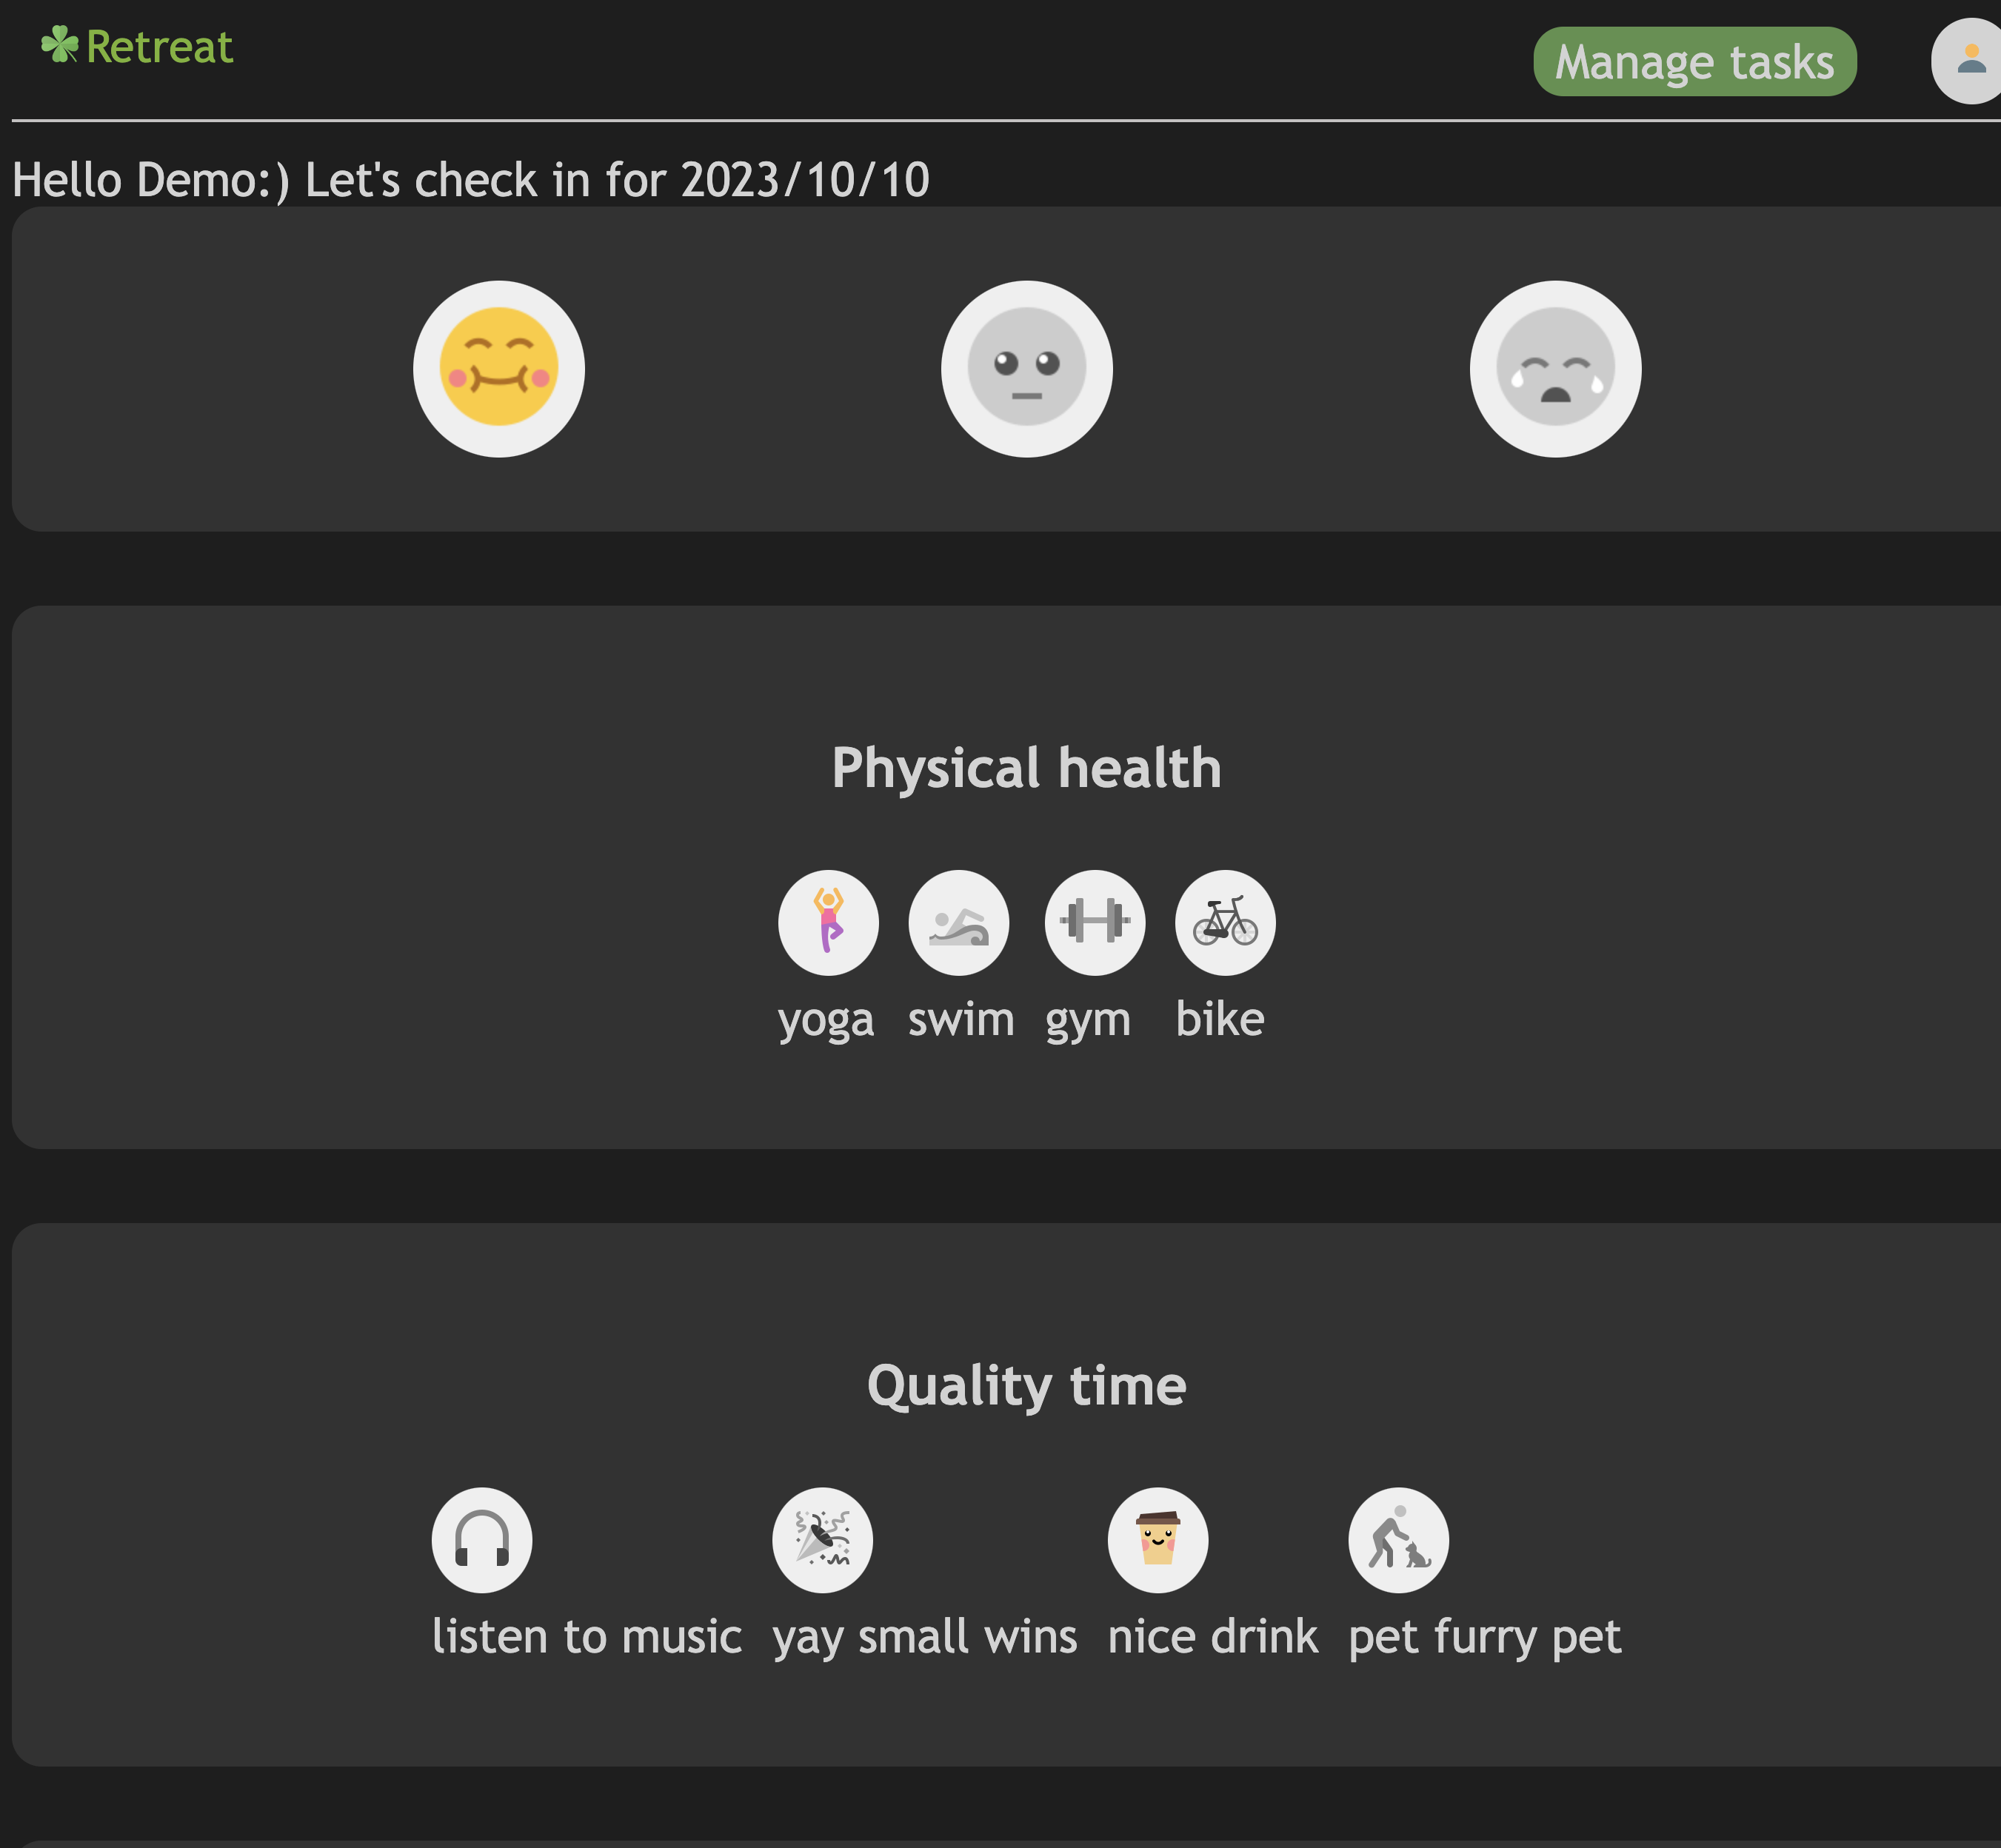 Retreat
Manage tasks
Hello Demo:) Let's check in for 2023/10/10
Physical health
yoga swim gym bike
Quality time
listen to music yay small wins nice drink pet furry pet